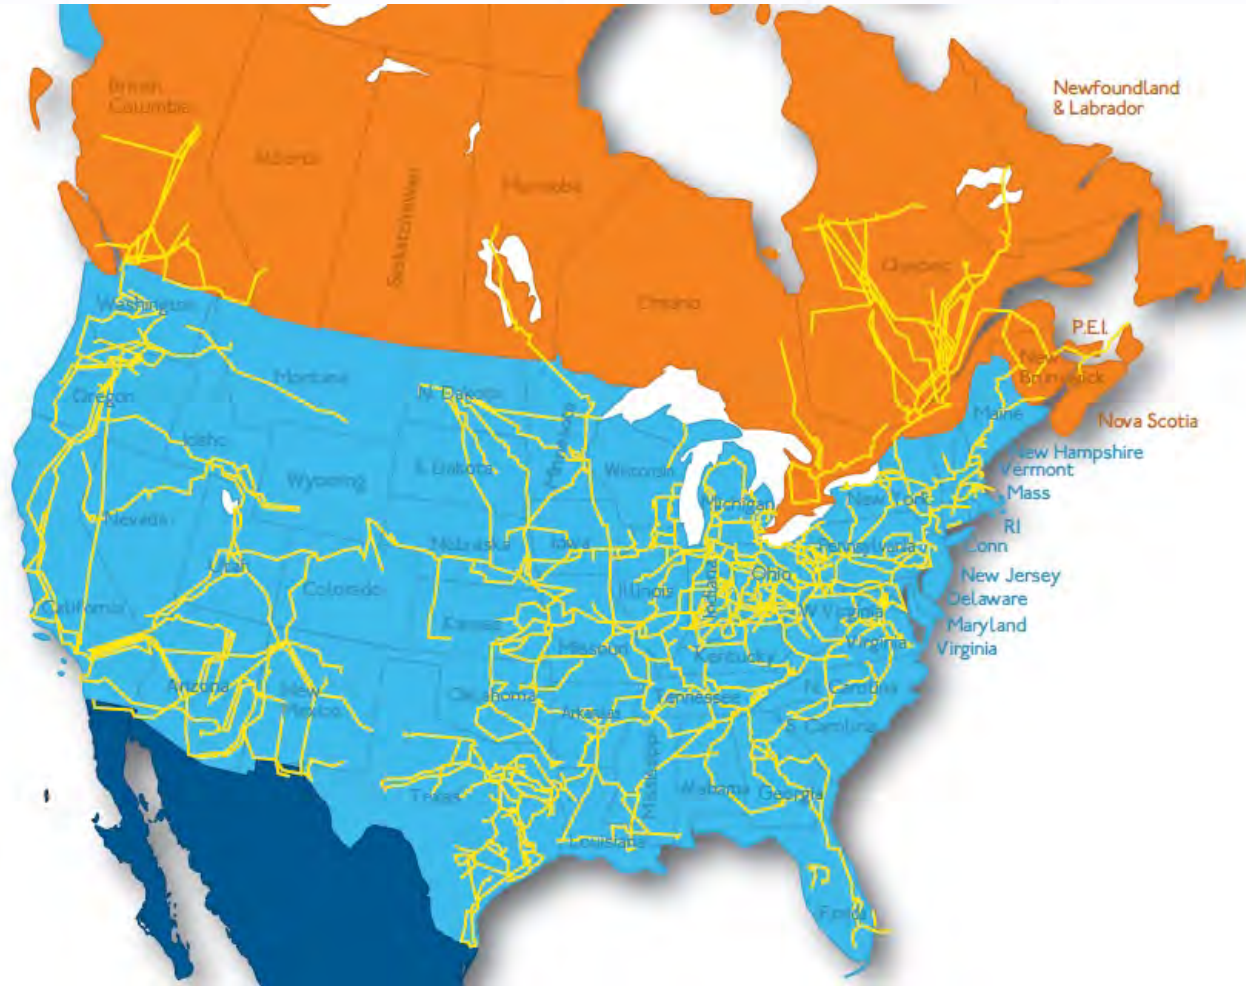 Newfoundland
& Labrador
British
Columbia
Alberta
Saskatchewan
Manoba
Ontario
Quebec
P.E.I.
New
Brunswick
Nova Scotia
Washington
Montana
N. Dakota
Oregon
Idaho
Wyoming
S. Dakota
Wisconsin
Michigan
New York
Maine
New Hampshire
Vermont
Mass
RI
Conn
Nevada
Utah
Colorado
Nebraska
Iowa
Illinois
Indiana
Ohio
Pennsylvania
New Jersey
Delaware
Maryland
Virginia
California
Kansas
Missouri
Kentucky
W Virginia
Virginia
Arizona
New
Mexico
Oklahoma
Arkansas
Tennessee
N. Carolina
S. Carolina
Texas
Louisiana
Mississippi
Alabama
Georgia
Florida